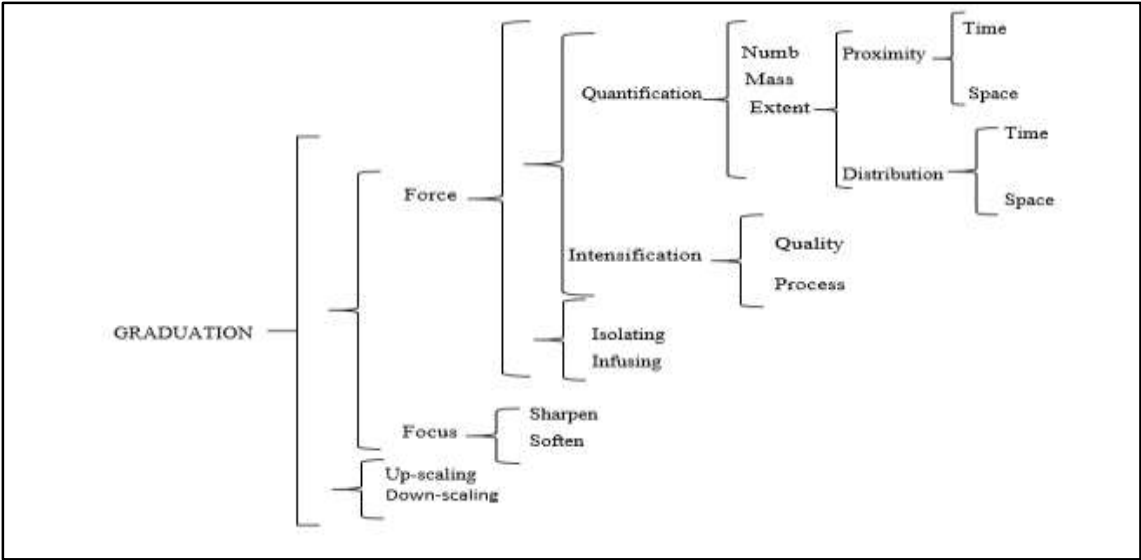 Time
Numb
Proximity
Mass
Quantification
Space
Extent
Time
Distribution
Force
Space
Quality
Intensification
Process
GRADUATION
Isolating
Infusing
Sharpen
Focus
Soften
Up-scaling
Down-scaling